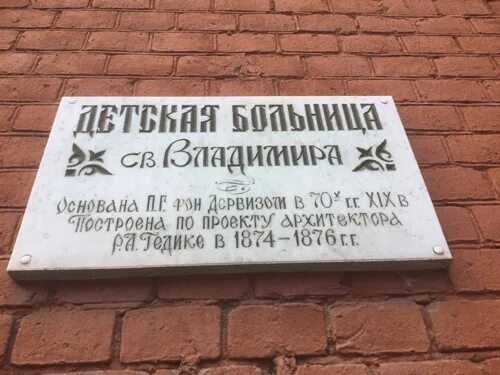 ДЕТСКАЯ БОЛЬНИЦА
СВ ВЛАДИМИРА
ОСНОВАНА П.Г. ФОН ДЕРВИЗОМ В 70х гг. XIX В
ПОСТРОЕНА ПО ПРОЕКТУ АРХИТЕКТОРА
Р.А. ГЕДИКЕ В 1874–1876 г.г.